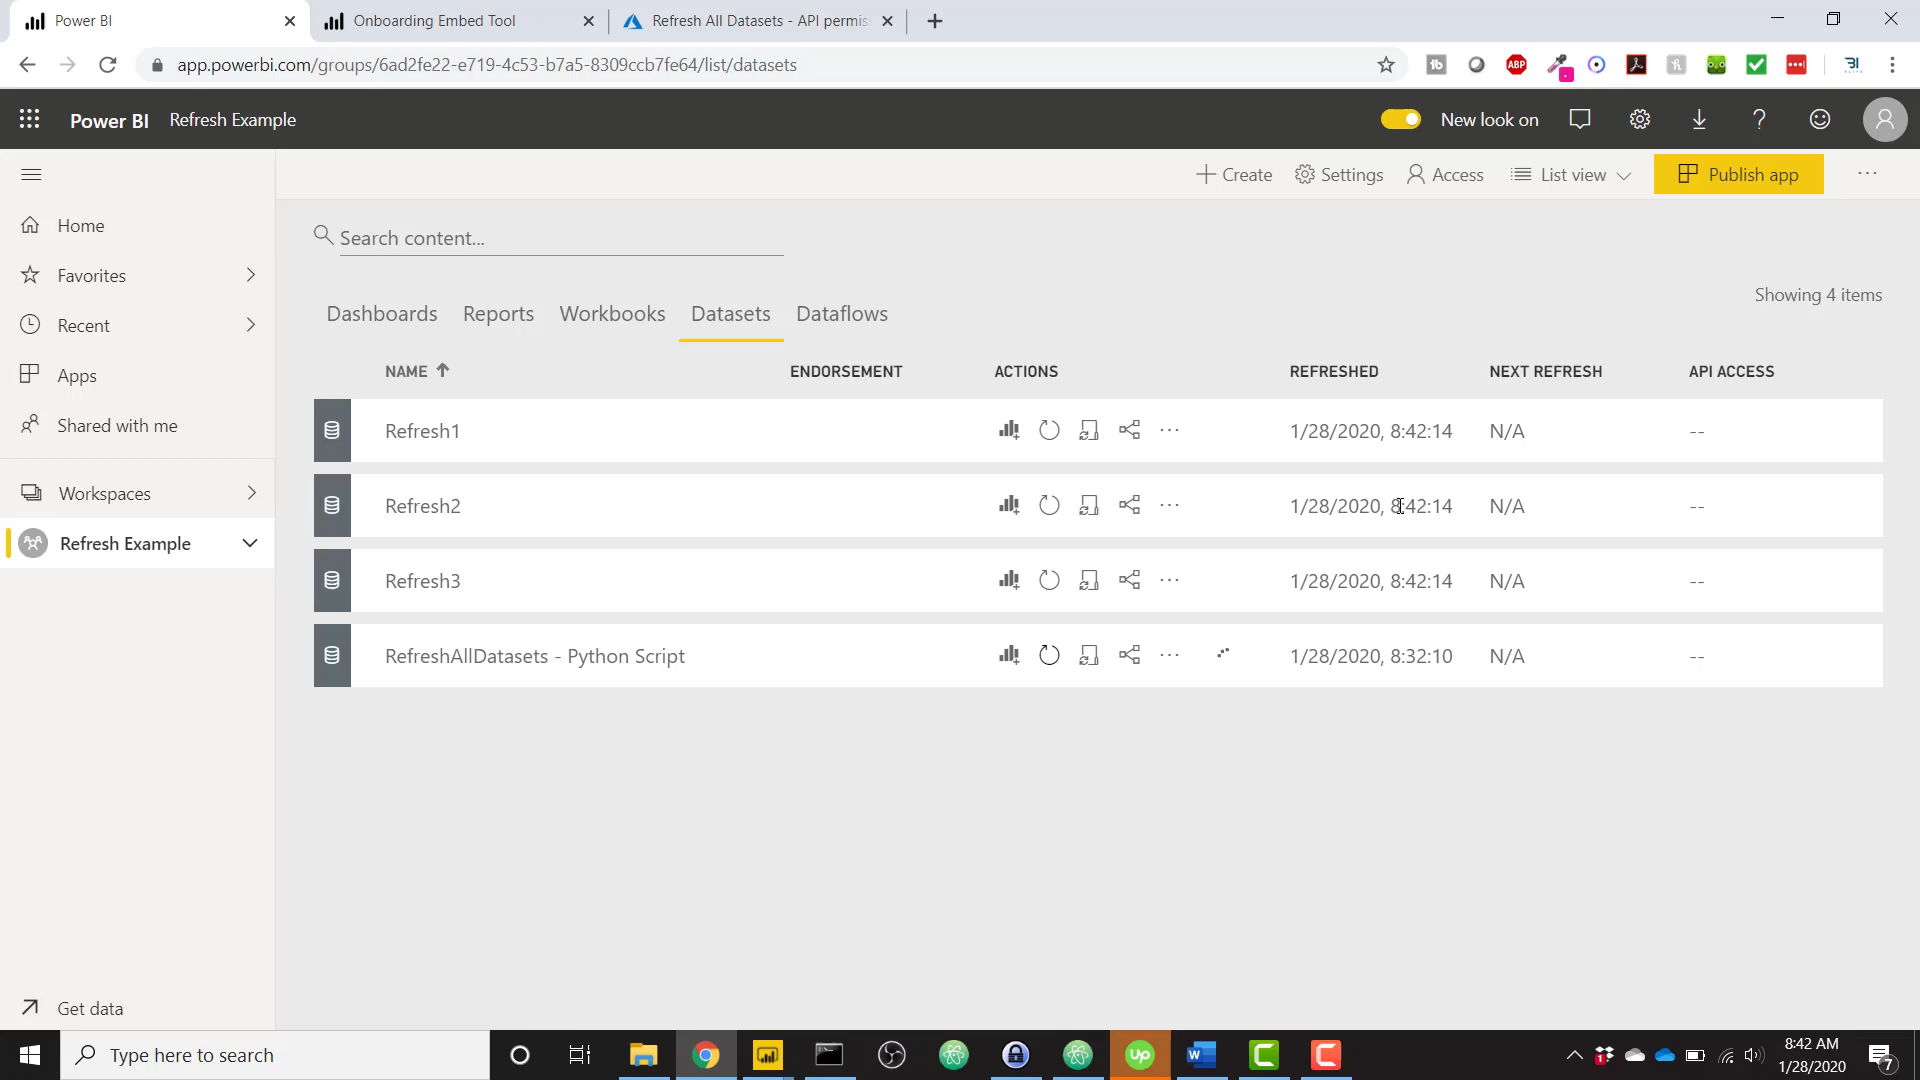 Power BI
Onboarding Embed Tool
Refresh All Datasets - API permis
app.powerbi.com/groups/6ad2fe22-e719-4c53-b7a5-8309ccb7fe64/list/datasets
ABP
Power BI Refresh Example
New look on
Create Settings Access List view Publish app
Home
Favorites
Recent
Apps
Shared with me
Workspaces
Refresh Example
Get data
Search content...
Showing 4 items
Dashboards Reports Workbooks Datasets Dataflows
NAME ENDORSEMENT ACTIONS REFRESHED NEXT REFRESH API ACCESS
Refresh1 1/28/2020, 8:42:14 N/A --
Refresh2 1/28/2020, 8:42:14 N/A --
Refresh3 1/28/2020, 8:42:14 N/A --
RefreshAllDatasets - Python Script 1/28/2020, 8:32:10 N/A --
Type here to search
up
8:42 AM
1/28/2020
7